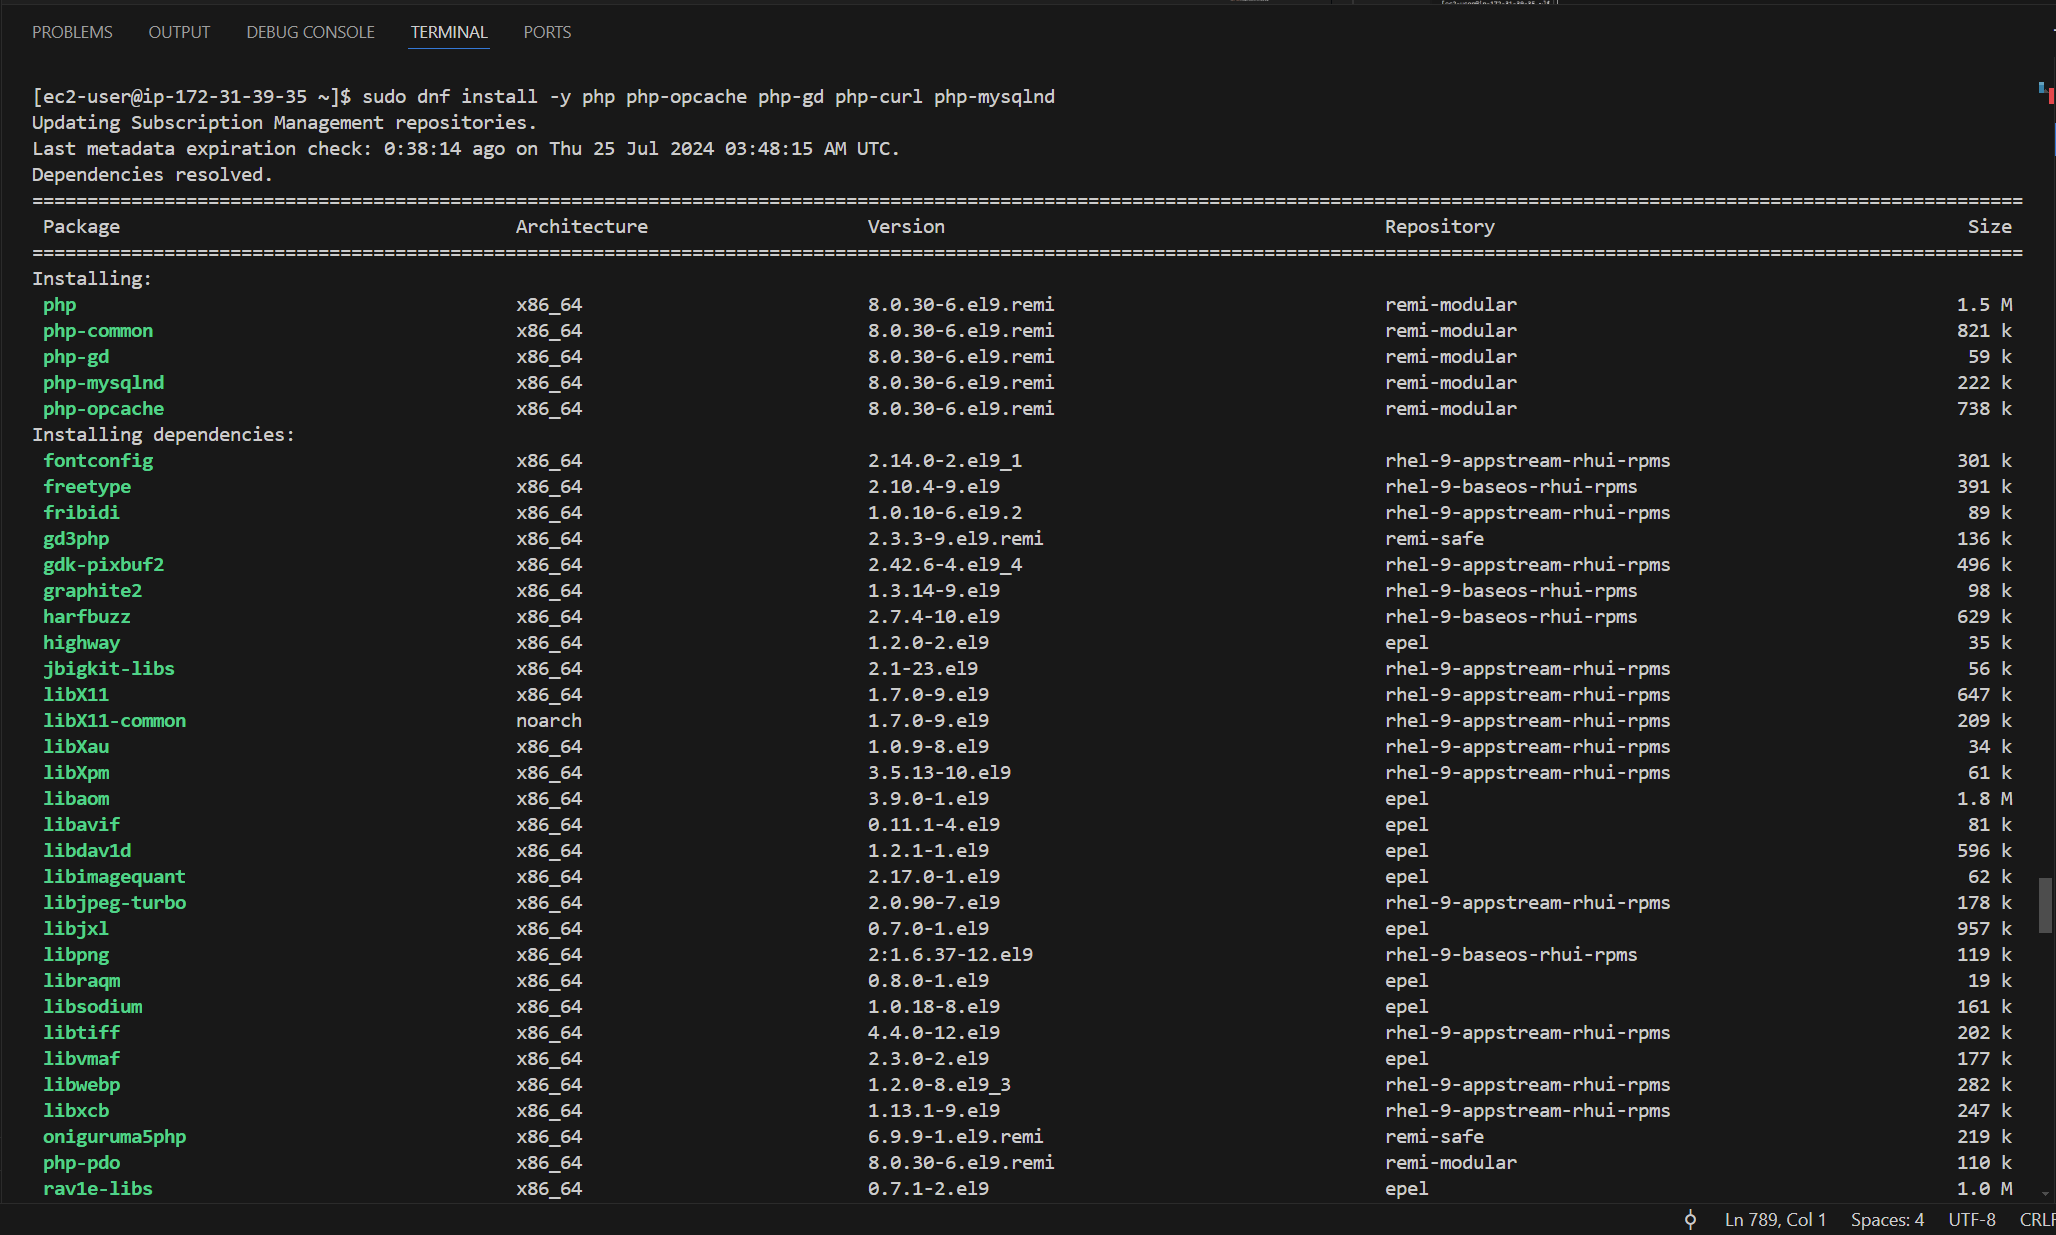 PROBLEMS OUTPUT DEBUG CONSOLE TERMINAL PORTS
[ec2-user@ip-172-31-39-35 ~]$ sudo dnf install -y php php-opcache php-gd php-curl php-mysqlnd
Updating Subscription Management repositories.
Last metadata expiration check: 0:38:14 ago on Thu 25 Jul 2024 03:48:15 AM UTC.
Dependencies resolved.
Package Architecture Version Repository Size
Installing:
php x86_64 8.0.30-6.el9.remi remi-modular 1.5 M
php-common x86_64 8.0.30-6.el9.remi remi-modular 821 k
php-gd x86_64 8.0.30-6.el9.remi remi-modular 59 k
php-mysqlnd x86_64 8.0.30-6.el9.remi remi-modular 222 k
php-opcache x86_64 8.0.30-6.el9.remi remi-modular 738 k
Installing dependencies:
fontconfig x86_64 2.14.0-2.el9_1 rhel-9-appstream-rhui-rpms 301 k
freetype x86_64 2.10.4-9.el9 rhel-9-baseos-rhui-rpms 391 k
fribidi x86_64 1.0.10-6.el9.2 rhel-9-appstream-rhui-rpms 89 k
gd3php x86_64 2.3.3-9.el9.remi remi-safe 136 k
gdk-pixbuf2 x86_64 2.42.6-4.el9_4 rhel-9-appstream-rhui-rpms 496 k
graphite2 x86_64 1.3.14-9.el9 rhel-9-baseos-rhui-rpms 98 k
harfbuzz x86_64 2.7.4-10.el9 rhel-9-baseos-rhui-rpms 629 k
highway x86_64 1.2.0-2.el9 epel 35 k
jbigkit-libs x86_64 2.1-23.el9 rhel-9-appstream-rhui-rpms 56 k
libX11 x86_64 1.7.0-9.el9 rhel-9-appstream-rhui-rpms 647 k
libX11-common noarch 1.7.0-9.el9 rhel-9-appstream-rhui-rpms 209 k
libXau x86_64 1.0.9-8.el9 rhel-9-appstream-rhui-rpms 34 k
libXpm x86_64 3.5.13-10.el9 rhel-9-appstream-rhui-rpms 61 k
libaom x86_64 3.9.0-1.el9 epel 1.8 M
libavif x86_64 0.11.1-4.el9 epel 81 k
libdav1d x86_64 1.2.1-1.el9 epel 596 k
libimagequant x86_64 2.17.0-1.el9 epel 62 k
libjpeg-turbo x86_64 2.0.90-7.el9 rhel-9-appstream-rhui-rpms 178 k
libjxl x86_64 0.7.0-1.el9 epel 957 k
libpng x86_64 2:1.6.37-12.el9 rhel-9-baseos-rhui-rpms 119 k
libraqm x86_64 0.8.0-1.el9 epel 19 k
libsodium x86_64 1.0.18-8.el9 epel 161 k
libtiff x86_64 4.4.0-12.el9 rhel-9-appstream-rhui-rpms 202 k
libvmaf x86_64 2.3.0-2.el9 epel 177 k
libwebp x86_64 1.2.0-8.el9_3 rhel-9-appstream-rhui-rpms 282 k
libxcb x86_64 1.13.1-9.el9 rhel-9-appstream-rhui-rpms 247 k
oniguruma5php x86_64 6.9.9-1.el9.remi remi-safe 219 k
php-pdo x86_64 8.0.30-6.el9.remi remi-modular 110 k
rav1e-libs x86_64 0.7.1-2.el9 epel 1.0 M
Ln 789, Col 1 Spaces: 4 UTF-8 CRLF